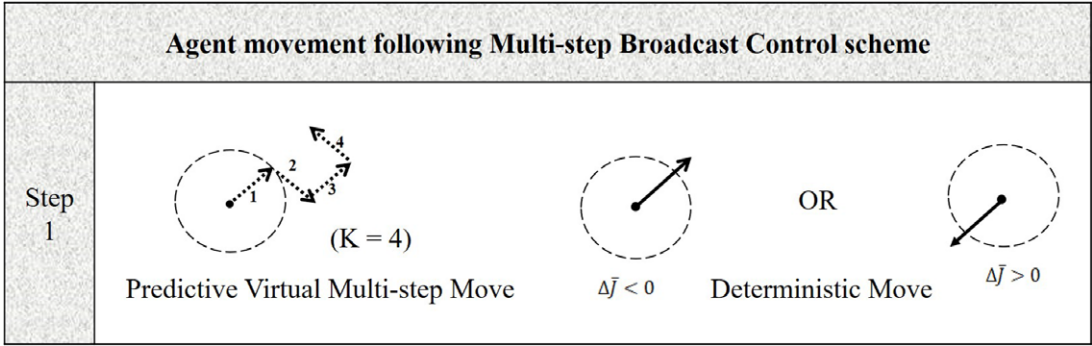 Agent movement following Multi-step Broadcast Control scheme
Step
1
1
2
3
4
(K = 4)
Predictive Virtual Multi-step Move
ΔJ̄ < 0
OR
Deterministic Move
ΔJ̄ > 0